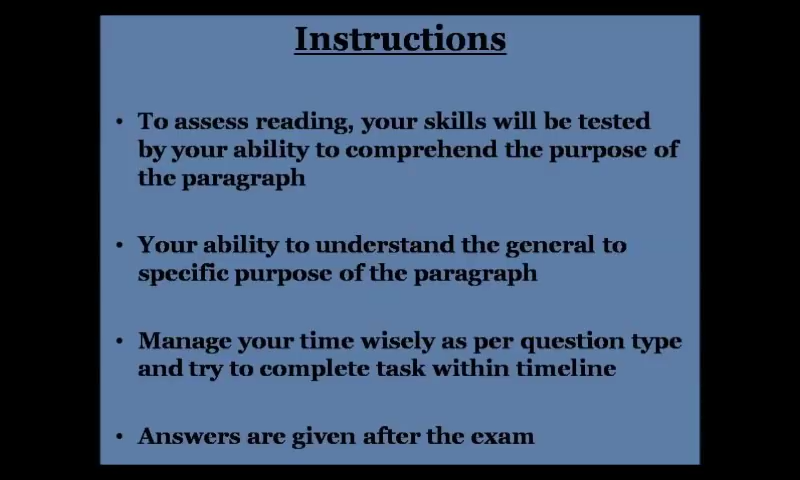 Instructions
• To assess reading, your skills will be tested
by your ability to comprehend the purpose of
the paragraph
• Your ability to understand the general to
specific purpose of the paragraph
• Manage your time wisely as per question type
and try to complete task within timeline
• Answers are given after the exam